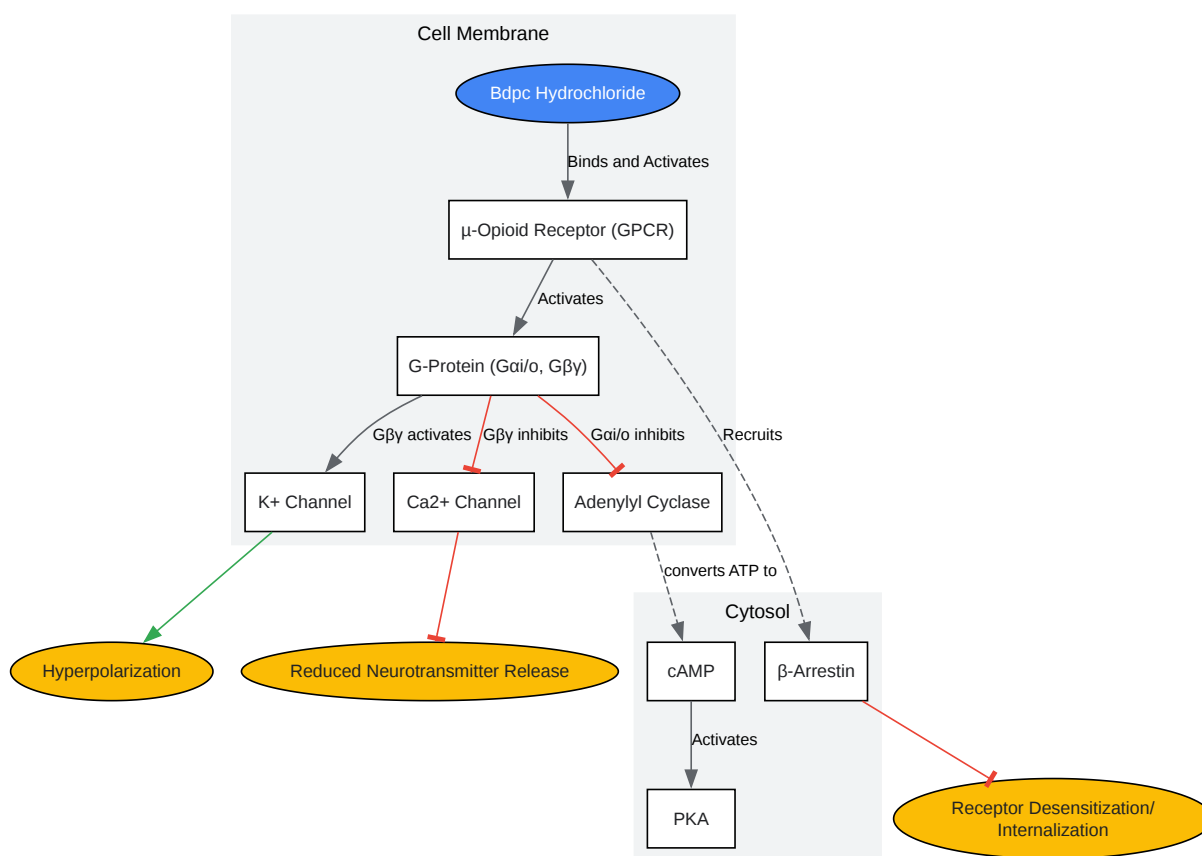 Cell Membrane
Bdpc Hydrochloride
Binds and Activates
µ-Opioid Receptor (GPCR)
Activates
G-Protein (Gαi/o, Gβγ)
Gβγ activates
Gβγ inhibits
Gαi/o inhibits
Recruits
K+ Channel
Ca2+ Channel
Adenylyl Cyclase
converts ATP to
Cytosol
Hyperpolarization
Reduced Neurotransmitter Release
cAMP
β-Arrestin
Activates
PKA
Receptor Desensitization/
Internalization